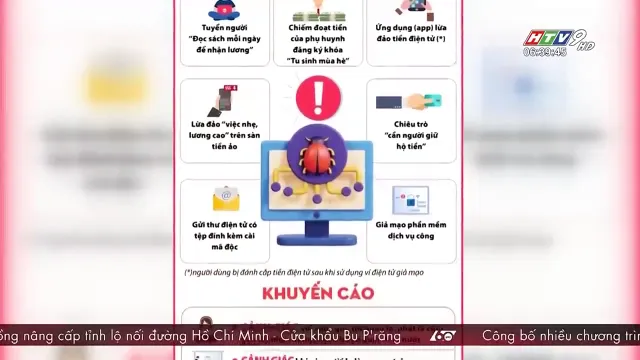 HTV9 HD
06:39:45
Tuyển người
"Đọc sách mỗi ngày
để nhận lương"
Chiếm đoạt tiền
của phụ huynh
đăng ký khóa
"Tu sinh mùa hè"
Ứng dụng (app) lừa
đảo tiền điện tử (*)
Lừa đảo "việc nhẹ,
lương cao" trên sàn
tiền ảo
Chiêu trò
"cần người giữ
hộ tiền"
Gửi thư điện tử có
tệp đính kèm cài
mã độc
Giả mạo phần mềm
dịch vụ công
(*)người dùng bị đánh cắp tiền điện tử sau khi sử dụng ví điện tử giả mạo
KHUYẾN CÁO
nâng cấp tỉnh lộ nối đường Hồ Chí Minh - Cửa khẩu Bu P'răng
60
Công bố nhiều chương